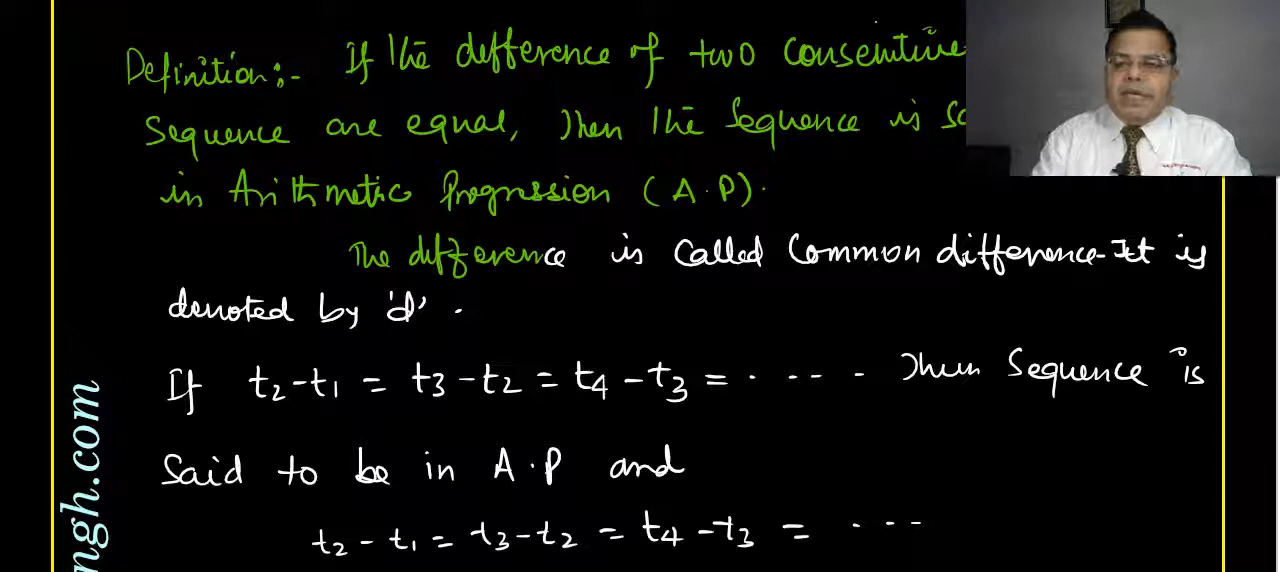 Definition:- If the difference of two consecutive
sequence are equal, then the sequence is
in Arithmetic Progression (A.P).
The difference is called Common difference. It is
denoted by 'd' .
If t2-t1 = t3-t2 = t4-t3 = . --- . Then Sequence is
Said to be in A.P and
t2-t1 = t3-t2 = t4-t3 = . . --
ngh.com